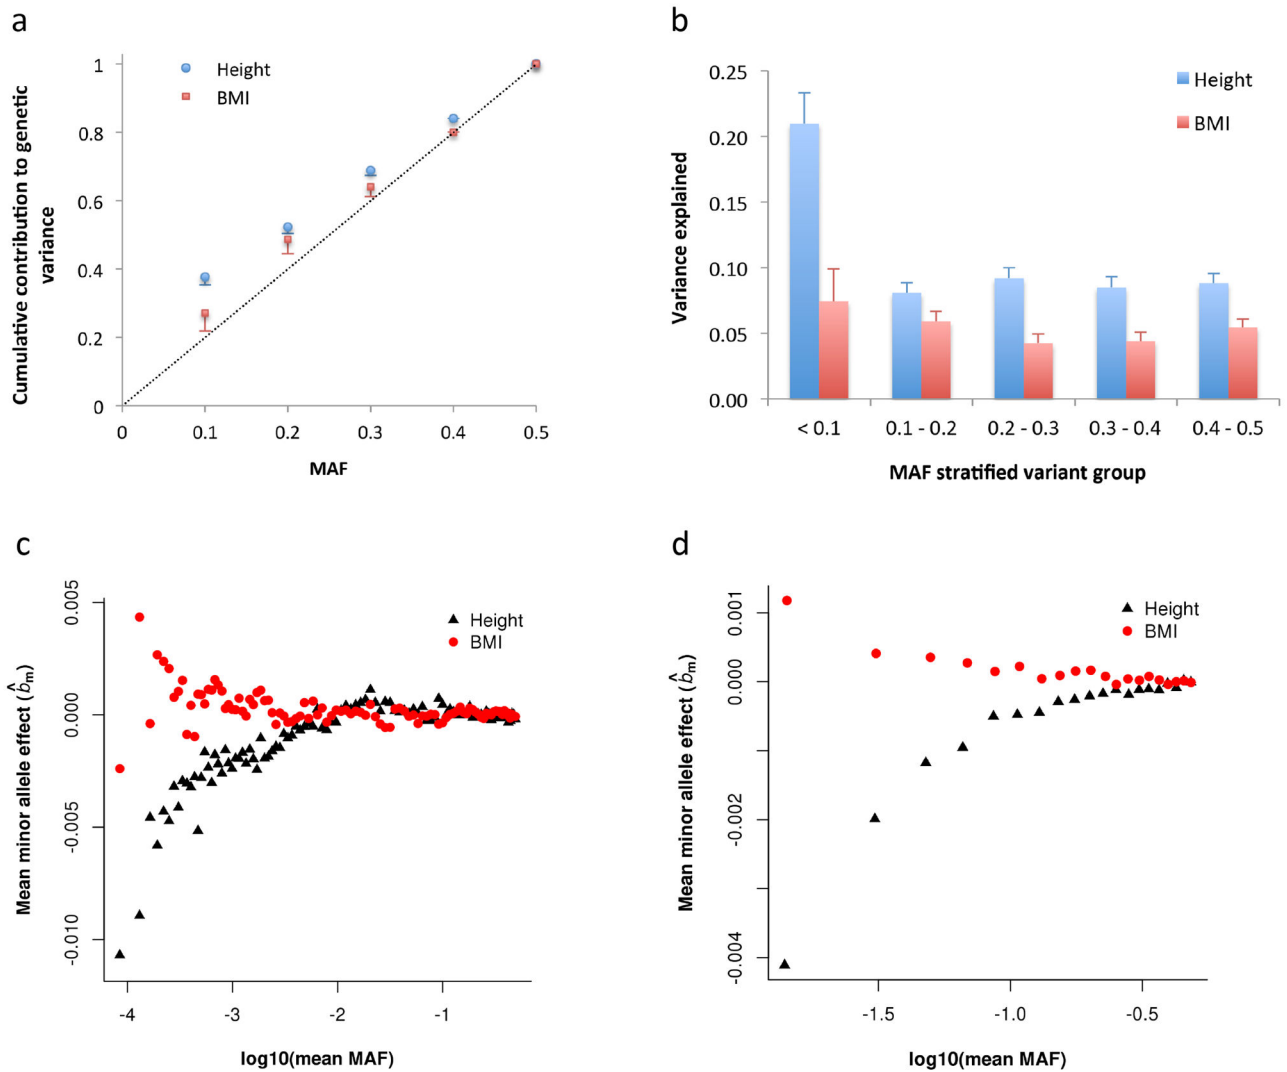 a
Height
BMI
Cumulative contribution to genetic
variance
1
0.8
0.6
0.4
0.2
0
0 0.1 0.2 0.3 0.4 0.5
MAF
b
Height
BMI
Variance explained
0.25
0.20
0.15
0.10
0.05
0.00
< 0.1 0.1 - 0.2 0.2 - 0.3 0.3 - 0.4 0.4 - 0.5
MAF stratified variant group
c
Height
BMI
Mean minor allele effect (b̂m)
0.005
0.000
-0.005
-0.010
-4 -3 -2 -1
log10(mean MAF)
d
Height
BMI
Mean minor allele effect (b̂m)
0.001
0.000
-0.002
-0.004
-1.5 -1.0 -0.5
log10(mean MAF)